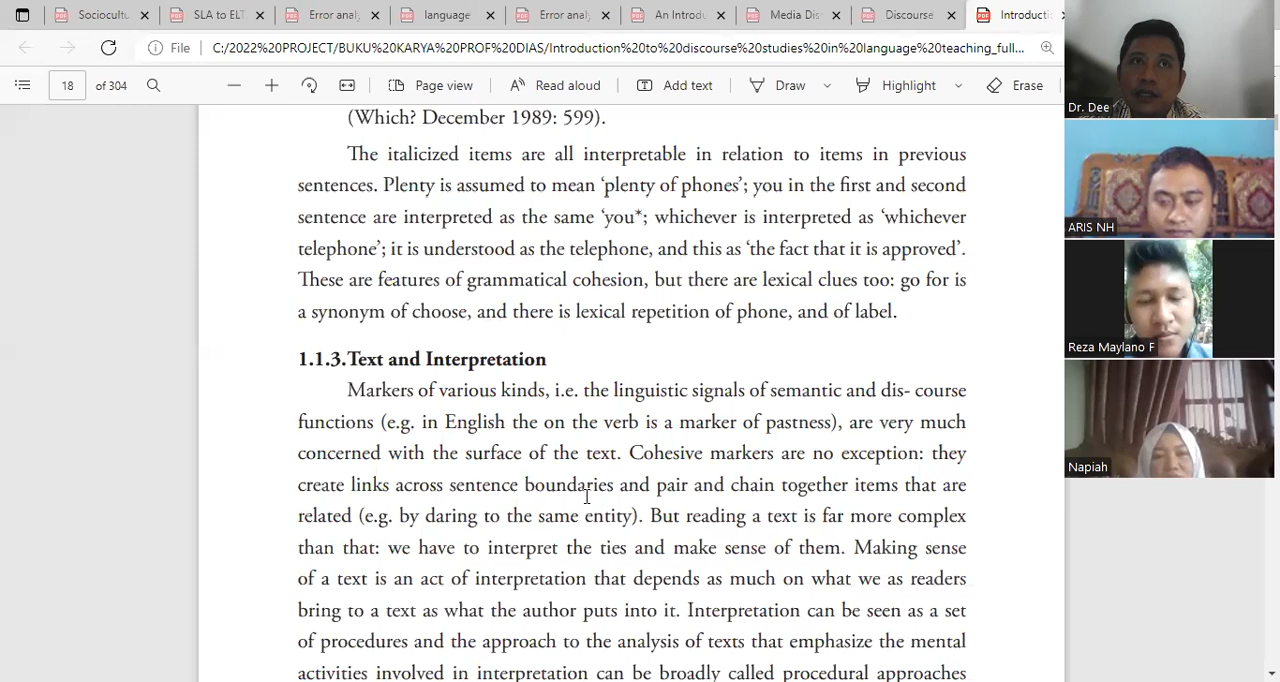 Sociocultu
SLA to ELT
Error anal
language
Error anal
An Introdu
Media Dis
Discourse
Introducti
File
C:/2022%20PROJECT/BUKU%20KARYA%20PROF%20DIAS/Introduction%20to%20discourse%20studies%20in%20language%20teaching_full...
18 of 304
Page view
Read aloud
Add text
Draw
Highlight
Erase
(Which? December 1989: 599).
The italicized items are all interpretable in relation to items in previous
sentences. Plenty is assumed to mean ‘plenty of phones’; you in the first and second
sentence are interpreted as the same ‘you*; whichever is interpreted as ‘whichever
telephone’; it is understood as the telephone, and this as ‘the fact that it is approved’.
These are features of grammatical cohesion, but there are lexical clues too: go for is
a synonym of choose, and there is lexical repetition of phone, and of label.
1.1.3.Text and Interpretation
Markers of various kinds, i.e. the linguistic signals of semantic and dis- course
functions (e.g. in English the on the verb is a marker of pastness), are very much
concerned with the surface of the text. Cohesive markers are no exception: they
create links across sentence boundaries and pair and chain together items that are
related (e.g. by daring to the same entity). But reading a text is far more complex
than that: we have to interpret the ties and make sense of them. Making sense
of a text is an act of interpretation that depends as much on what we as readers
bring to a text as what the author puts into it. Interpretation can be seen as a set
of procedures and the approach to the analysis of texts that emphasize the mental
activities involved in interpretation can be broadly called procedural approaches
Dr. Dee
ARIS NH
Reza Maylano F
Napiah